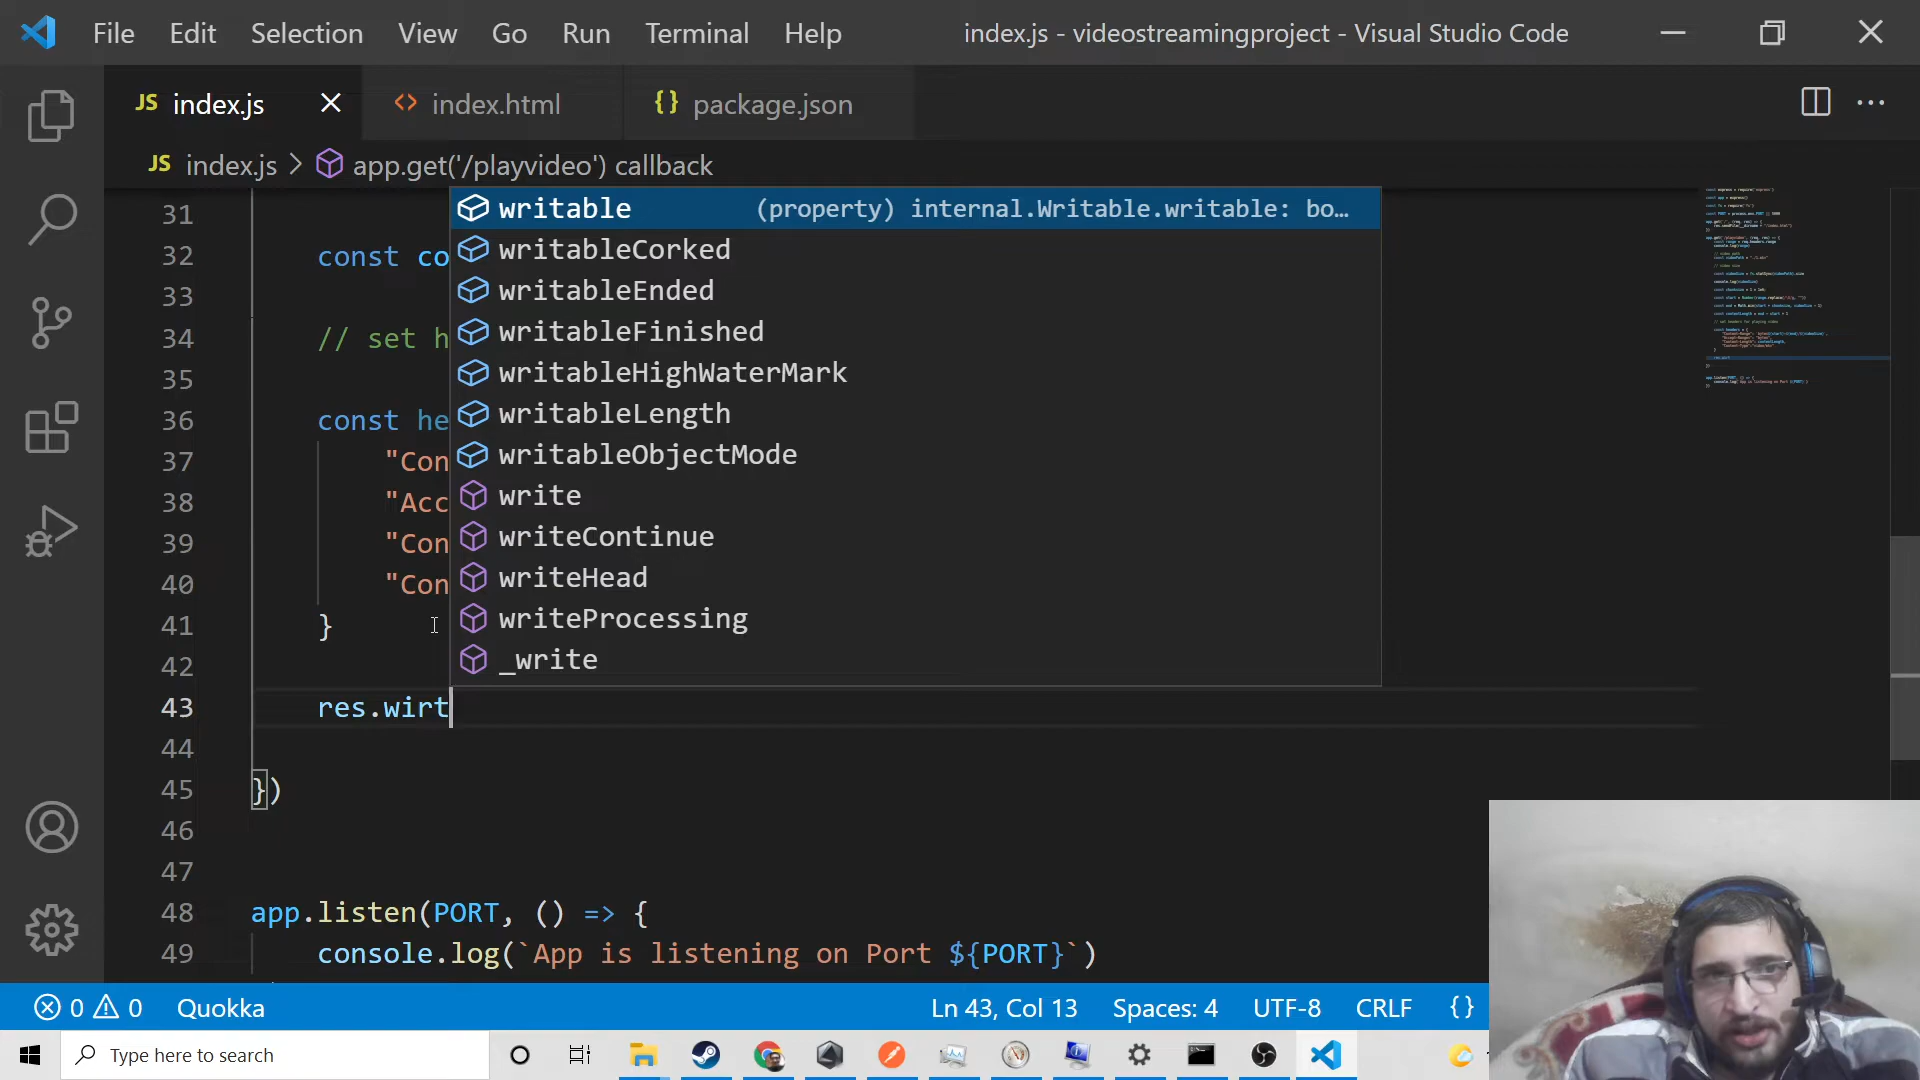 File Edit Selection View Go Run Terminal Help index.js - videostreamingproject - Visual Studio Code
JS index.js index.html {} package.json
JS index.js > app.get('/playvideo') callback
31
32 const co
33
34 // set h
35
36 const he
37 "Con
38 "Acc
39 "Con
40 "Con
41 }
42
43 res.wirt
44
45 })
46
47
48 app.listen(PORT, () => {
49 console.log(`App is listening on Port ${PORT}`)
writable (property) internal.Writable.writable: bo…
writableCorked
writableEnded
writableFinished
writableHighWaterMark
writableLength
writableObjectMode
write
writeContinue
writeHead
writeProcessing
_write
0 0 Quokka Ln 43, Col 13 Spaces: 4 UTF-8 CRLF {}
Type here to search